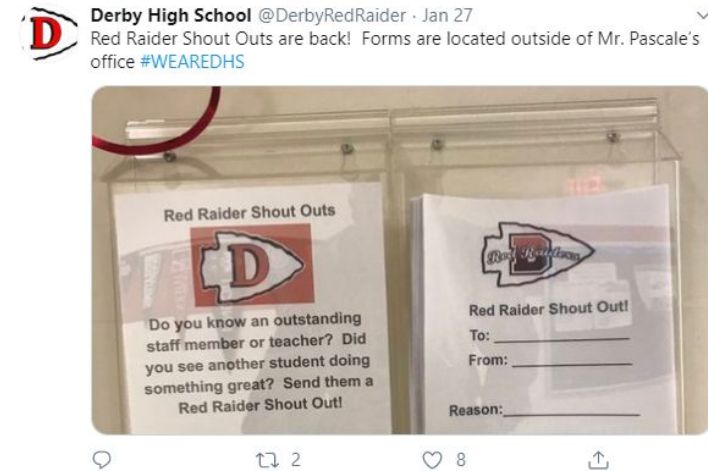 Derby High School @DerbyRedRaider · Jan 27
Red Raider Shout Outs are back!  Forms are located outside of Mr. Pascale's
office #WEAREDHS
D
Red Raider Shout Outs
D
Do you know an outstanding
staff member or teacher?  Did
you see another student doing
something great?  Send them a
Red Raider Shout Out!
D
Red Raiders
Red Raider Shout Out!
To:
From:
Reason:
2
8